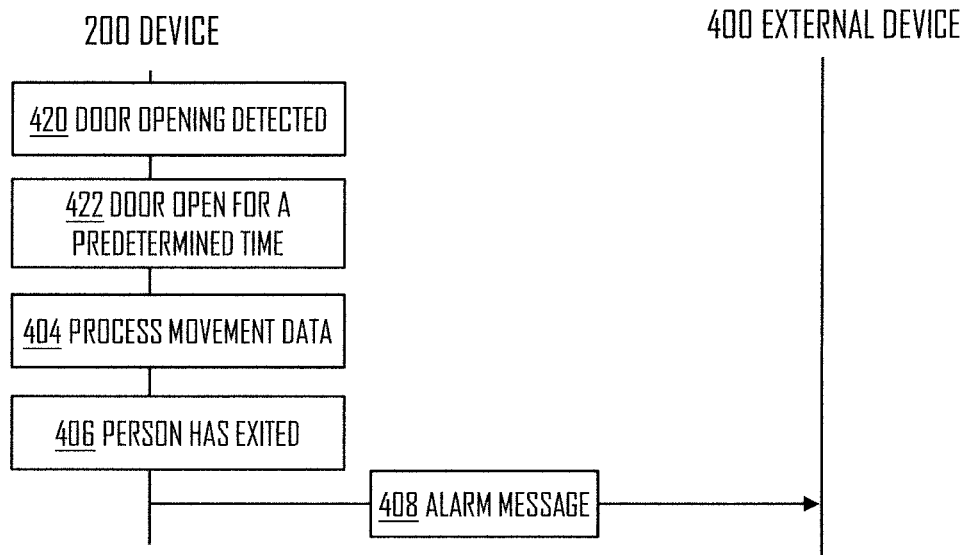 200 DEVICE
400 EXTERNAL DEVICE
420 DOOR OPENING DETECTED
422 DOOR OPEN FOR A
PREDETERMINED TIME
404 PROCESS MOVEMENT DATA
406 PERSON HAS EXITED
408 ALARM MESSAGE